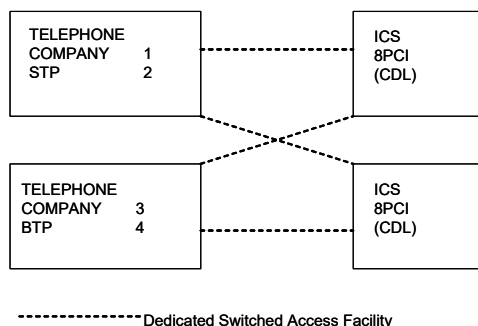 TELEPHONE
COMPANY 1
STP 2
ICS
8PCI
(CDL)
TELEPHONE
COMPANY 3
BTP 4
ICS
8PCI
(CDL)
Dedicated Switched Access Facility